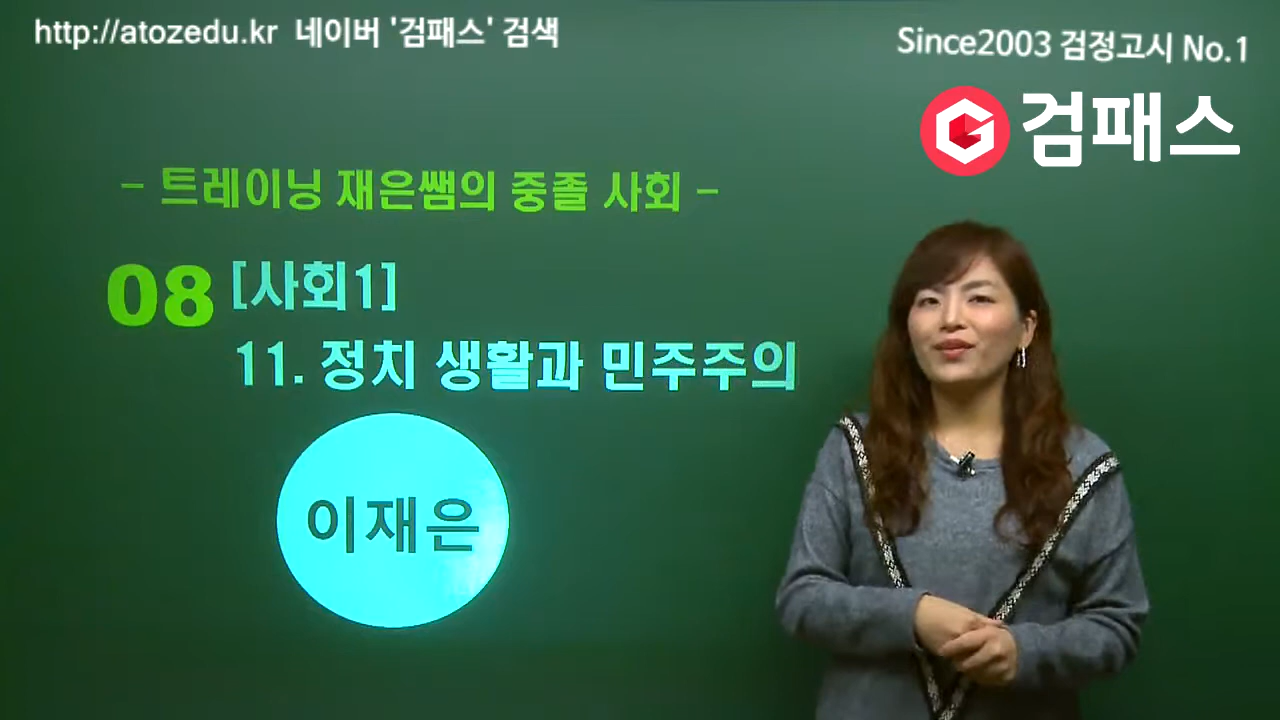 http://atozedu.kr 네이버 '검패스' 검색
Since2003 검정고시 No.1
검패스
- 트레이닝 재은쌤의 중졸 사회 -
08 [사회1]
11. 정치 생활과 민주주의
이재은